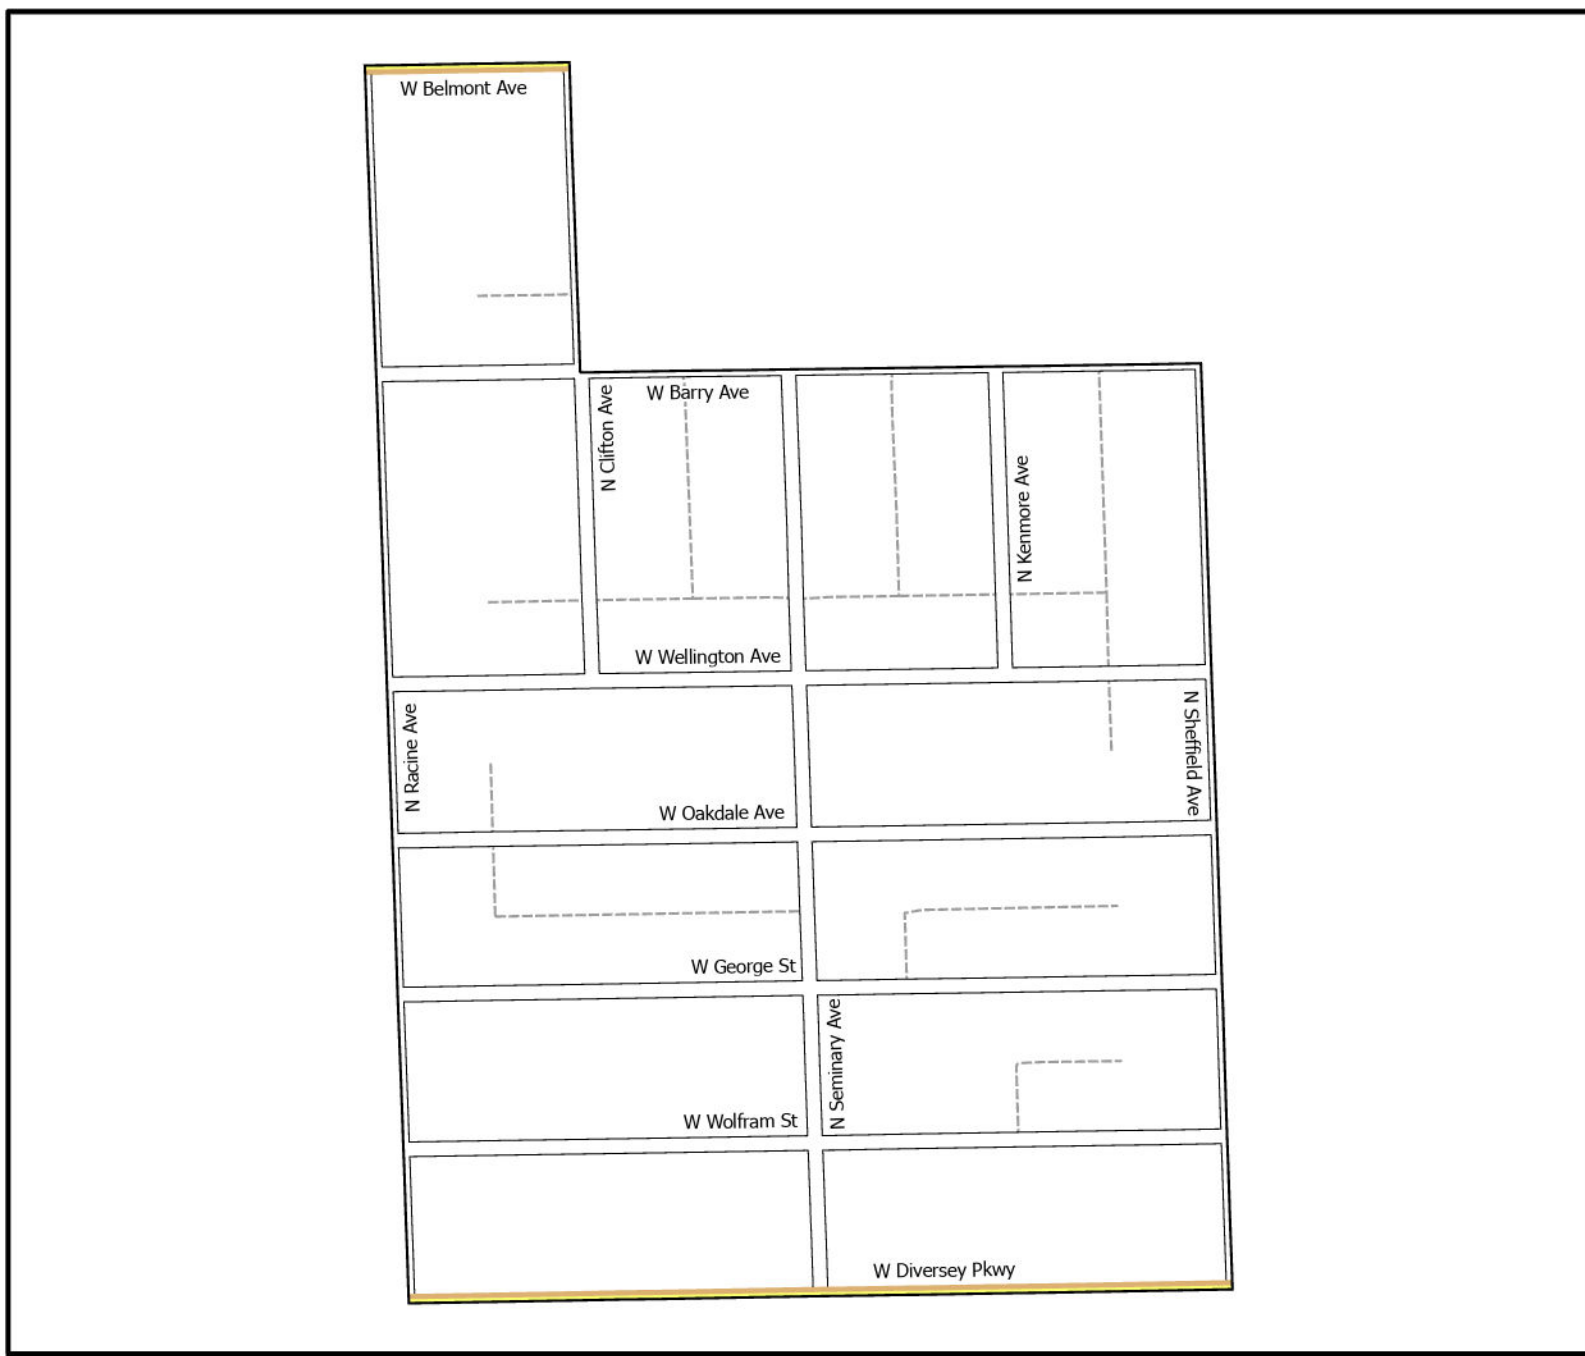 W Belmont Ave
W Barry Ave
N Clifton Ave
N Kenmore Ave
W Wellington Ave
N Racine Ave
N Sheffield Ave
W Oakdale Ave
W George St
N Seminary Ave
W Wolfram St
W Diversey Pkwy